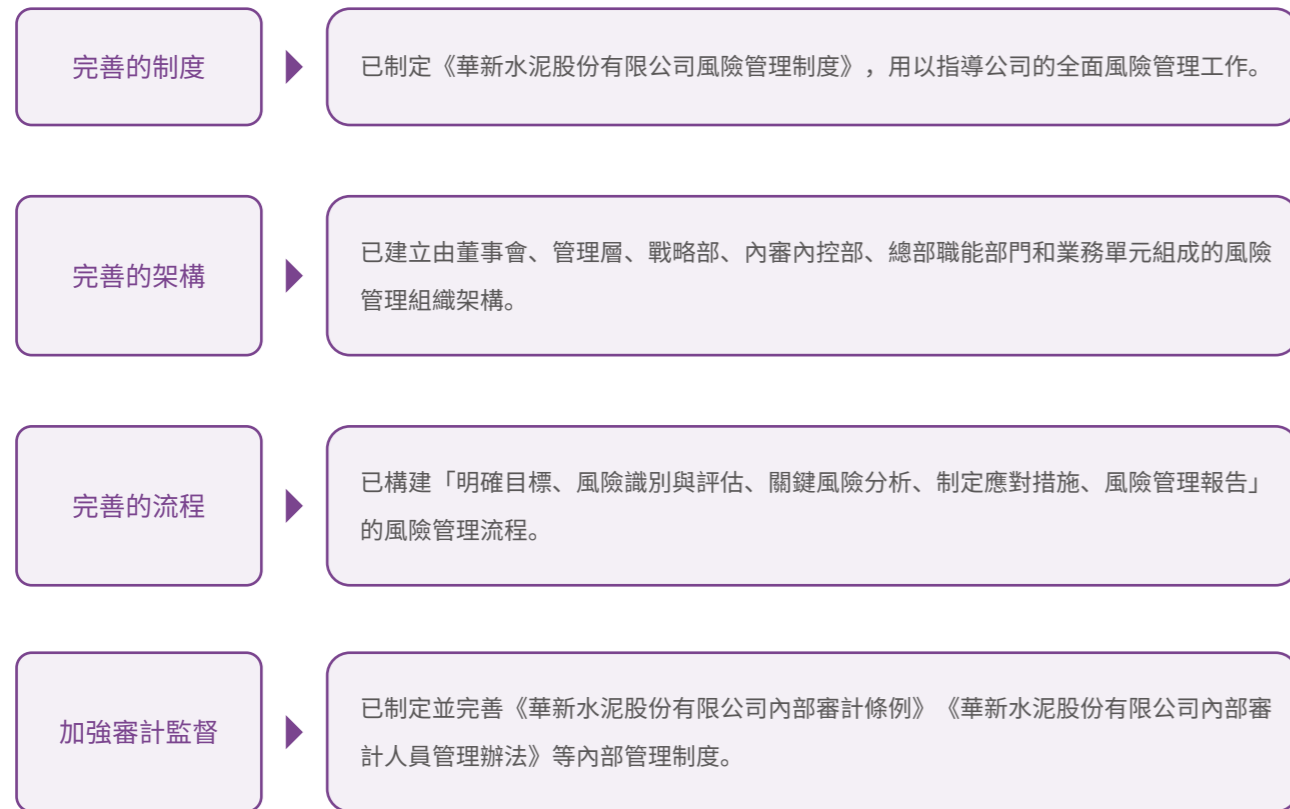 完善的制度
已制定《華新水泥股份有限公司風險管理制度》，用以指導公司的全面風險管理工作。
完善的架構
已建立由董事會、管理層、戰略部、內審內控部、總部職能部門和業務單元組成的風險
管理組織架構。
完善的流程
已構建「明確目標、風險識別與評估、關鍵風險分析、制定應對措施、風險管理報告」
的風險管理流程。
加強審計監督
已制定並完善《華新水泥股份有限公司內部審計條例》《華新水泥股份有限公司內部審
計人員管理辦法》等內部管理制度。